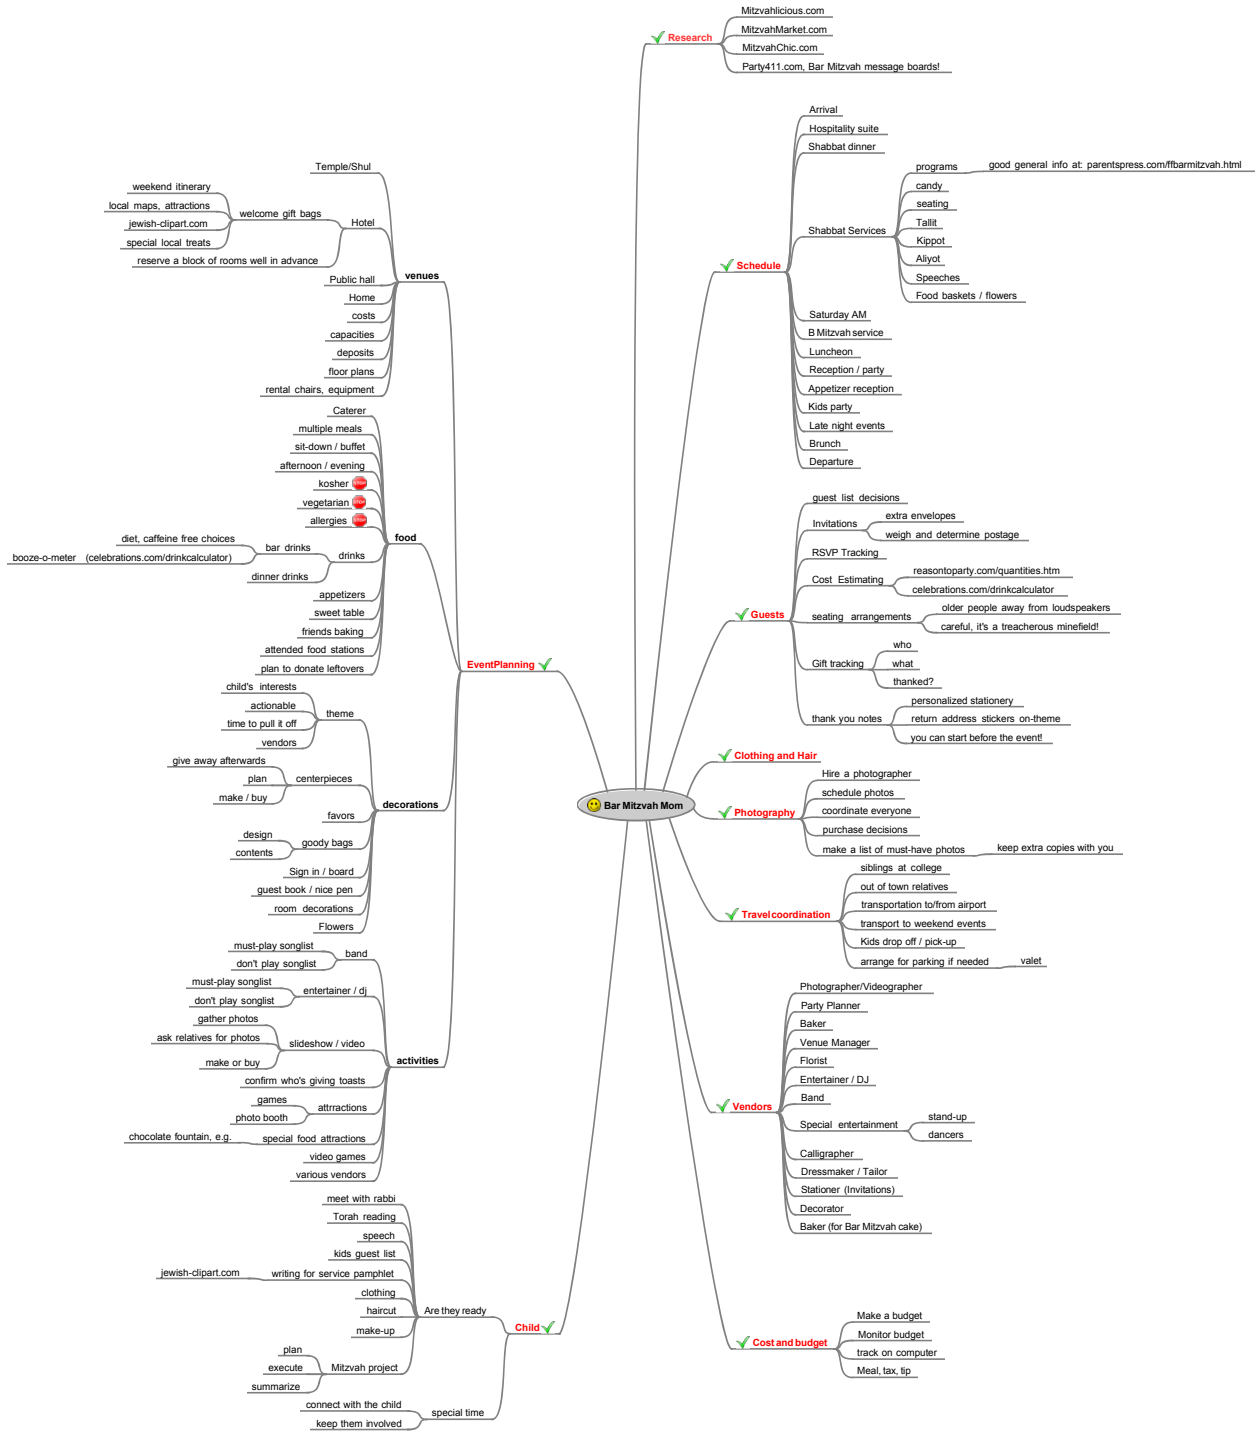 Bar Mitzvah Mom
Research
Mitzvahlicious.com
MitzvahMarket.com
MitzvahChic.com
Party411.com, Bar Mitzvah message boards!
Schedule
Arrival
Hospitality suite
Shabbat dinner
Shabbat Services
programs
good general info at: parentspress.com/ffbarmitzvah.html
candy
seating
Tallit
Kippot
Aliyot
Speeches
Food baskets / flowers
Saturday AM
B Mitzvah service
Luncheon
Reception / party
Appetizer reception
Kids party
Late night events
Brunch
Departure
Guests
guest list decisions
Invitations
extra envelopes
weigh and determine postage
RSVP Tracking
Cost Estimating
reasontoparty.com/quantities.htm
celebrations.com/drinkcalculator
seating arrangements
older people away from loudspeakers
careful, it's a treacherous minefield!
Gift tracking
who
what
thanked?
thank you notes
personalized stationery
return address stickers on-theme
you can start before the event!
Clothing and Hair
Photography
Hire a photographer
schedule photos
coordinate everyone
purchase decisions
make a list of must-have photos
keep extra copies with you
Travel coordination
siblings at college
out of town relatives
transportation to/from airport
transport to weekend events
Kids drop off / pick-up
arrange for parking if needed
valet
Vendors
Photographer/Videographer
Party Planner
Baker
Venue Manager
Florist
Entertainer / DJ
Band
Special entertainment
stand-up
dancers
Calligrapher
Dressmaker / Tailor
Stationer (Invitations)
Decorator
Baker (for Bar Mitzvah cake)
Cost and budget
Make a budget
Monitor budget
track on computer
Meal, tax, tip
EventPlanning
venues
Temple/Shul
Hotel
welcome gift bags
weekend itinerary
local maps, attractions
jewish-clipart.com
special local treats
reserve a block of rooms well in advance
Public hall
Home
costs
capacities
deposits
floor plans
rental chairs, equipment
food
Caterer
multiple meals
sit-down / buffet
afternoon / evening
kosher STOP
vegetarian STOP
allergies STOP
drinks
bar drinks
diet, caffeine free choices
booze-o-meter (celebrations.com/drinkcalculator)
dinner drinks
appetizers
sweet table
friends baking
attended food stations
plan to donate leftovers
decorations
theme
child's interests
actionable
time to pull it off
vendors
centerpieces
give away afterwards
plan
make / buy
favors
goody bags
design
contents
Sign in / board
guest book / nice pen
room decorations
Flowers
activities
band
must-play songlist
don't play songlist
entertainer / dj
must-play songlist
don't play songlist
slideshow / video
gather photos
ask relatives for photos
make or buy
confirm who's giving toasts
attrractions
games
photo booth
special food attractions
chocolate fountain, e.g.
video games
various vendors
Child
Are they ready
meet with rabbi
Torah reading
speech
kids guest list
writing for service pamphlet
jewish-clipart.com
clothing
haircut
make-up
Mitzvah project
plan
execute
summarize
special time
connect with the child
keep them involved